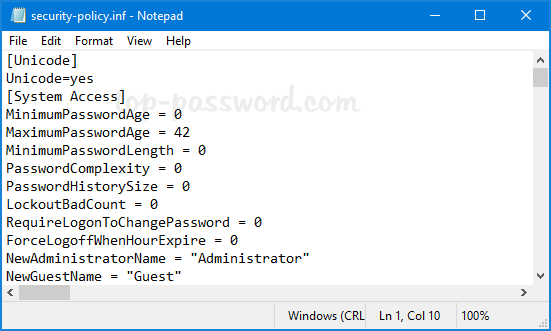 security-policy.inf - Notepad
File Edit Format View Help
[Unicode]
Unicode=yes
[System Access]
top-password.com
MinimumPasswordAge = 0
MaximumPasswordAge = 42
MinimumPasswordLength = 0
PasswordComplexity = 0
PasswordHistorySize = 0
LockoutBadCount = 0
RequireLogonToChangePassword = 0
ForceLogoffWhenHourExpire = 0
NewAdministratorName = "Administrator"
NewGuestName = "Guest"
Windows (CRL Ln 1, Col 10 100%